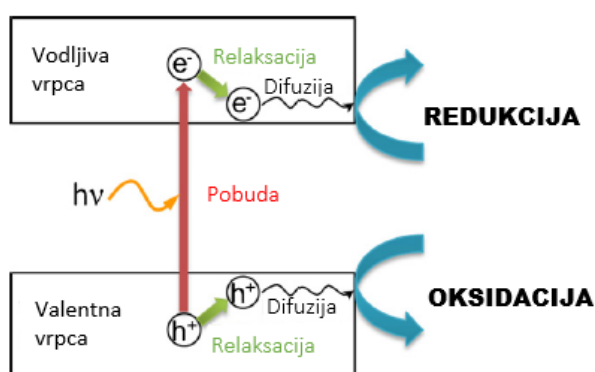 Vodljiva
vrpca
e⁻
Relaksacija
e⁻
Difuzija
REDUKCIJA
hν
Pobuda
Valentna
vrpca
h⁺
Difuzija
h⁺
Relaksacija
OKSIDACIJA